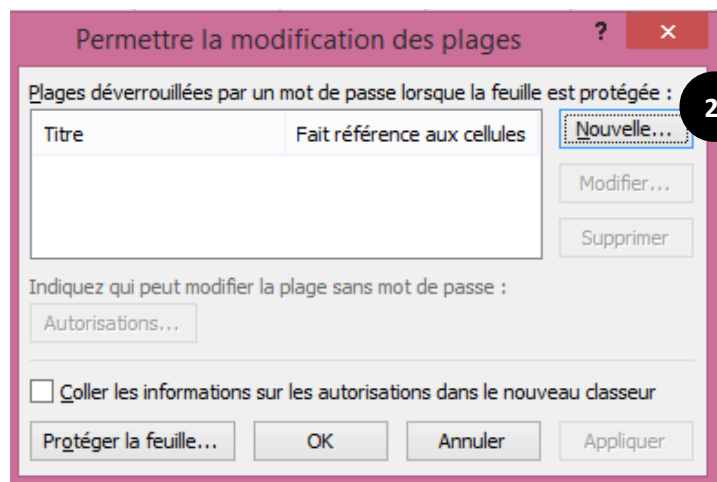 Permettre la modification des plages ? ×
Plages déverrouillées par un mot de passe lorsque la feuille est protégée :
2
Titre Fait référence aux cellules Nouvelle...
Modifier...
Supprimer
Indiquez qui peut modifier la plage sans mot de passe :
Autorisations...
Coller les informations sur les autorisations dans le nouveau classeur
Protéger la feuille... OK Annuler Appliquer